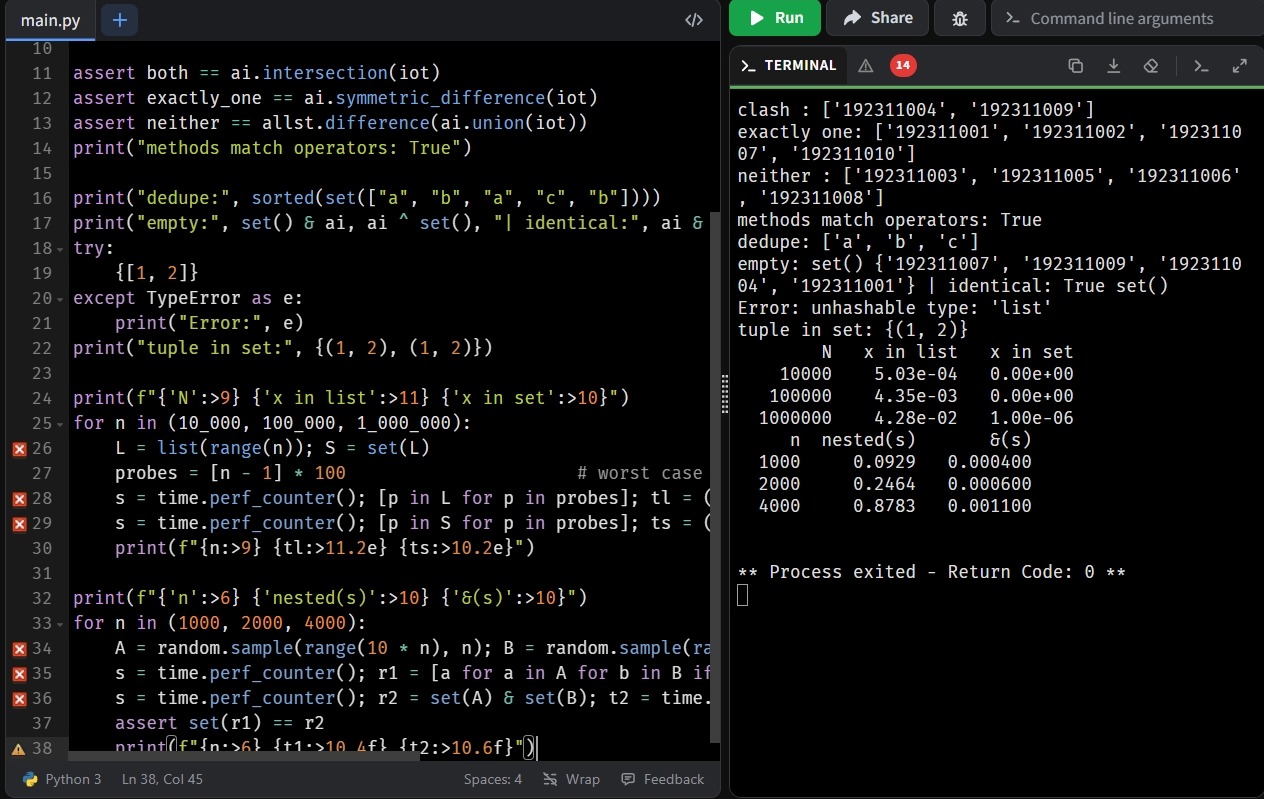 main.py
+
</>
Run
Share
Command line arguments
10
11 assert both == ai.intersection(iot)
12 assert exactly_one == ai.symmetric_difference(iot)
13 assert neither == allst.difference(ai.union(iot))
14 print("methods match operators: True")
15
16 print("dedupe:", sorted(set(["a", "b", "a", "c", "b"])))
17 print("empty:", set() & ai, ai ^ set(), "| identical:", ai &
18 try:
19     {[1, 2]}
20 except TypeError as e:
21     print("Error:", e)
22 print("tuple in set:", {(1, 2), (1, 2)})
23
24 print(f"{'N':>9} {'x in list':>11} {'x in set':>10}")
25 for n in (10_000, 100_000, 1_000_000):
26     L = list(range(n)); S = set(L)
27     probes = [n - 1] * 100                      # worst case
28     s = time.perf_counter(); [p in L for p in probes]; tl = (
29     s = time.perf_counter(); [p in S for p in probes]; ts = (
30     print(f"{n:>9} {tl:>11.2e} {ts:>10.2e}")
31
32 print(f"{'n':>6} {'nested(s)':>10} {'&(s)':>10}")
33 for n in (1000, 2000, 4000):
34     A = random.sample(range(10 * n), n); B = random.sample(ra
35     s = time.perf_counter(); r1 = [a for a in A for b in B if
36     s = time.perf_counter(); r2 = set(A) & set(B); t2 = time.
37     assert set(r1) == r2
38     print(f"{n:>6} {t1:>10.4f} {t2:>10.6f}")
Python 3 Ln 38, Col 45 Spaces: 4 Wrap Feedback
TERMINAL 14
clash : ['192311004', '192311009']
exactly one: ['192311001', '192311002', '1923110
07', '192311010']
neither : ['192311003', '192311005', '192311006'
, '192311008']
methods match operators: True
dedupe: ['a', 'b', 'c']
empty: set() {'192311007', '192311009', '1923110
04', '192311001'} | identical: True set()
Error: unhashable type: 'list'
tuple in set: {(1, 2)}
        N   x in list   x in set
    10000    5.03e-04   0.00e+00
   100000    4.35e-03   0.00e+00
  1000000    4.28e-02   1.00e-06
     n  nested(s)       &(s)
  1000     0.0929   0.000400
  2000     0.2464   0.000600
  4000     0.8783   0.001100
** Process exited - Return Code: 0 **